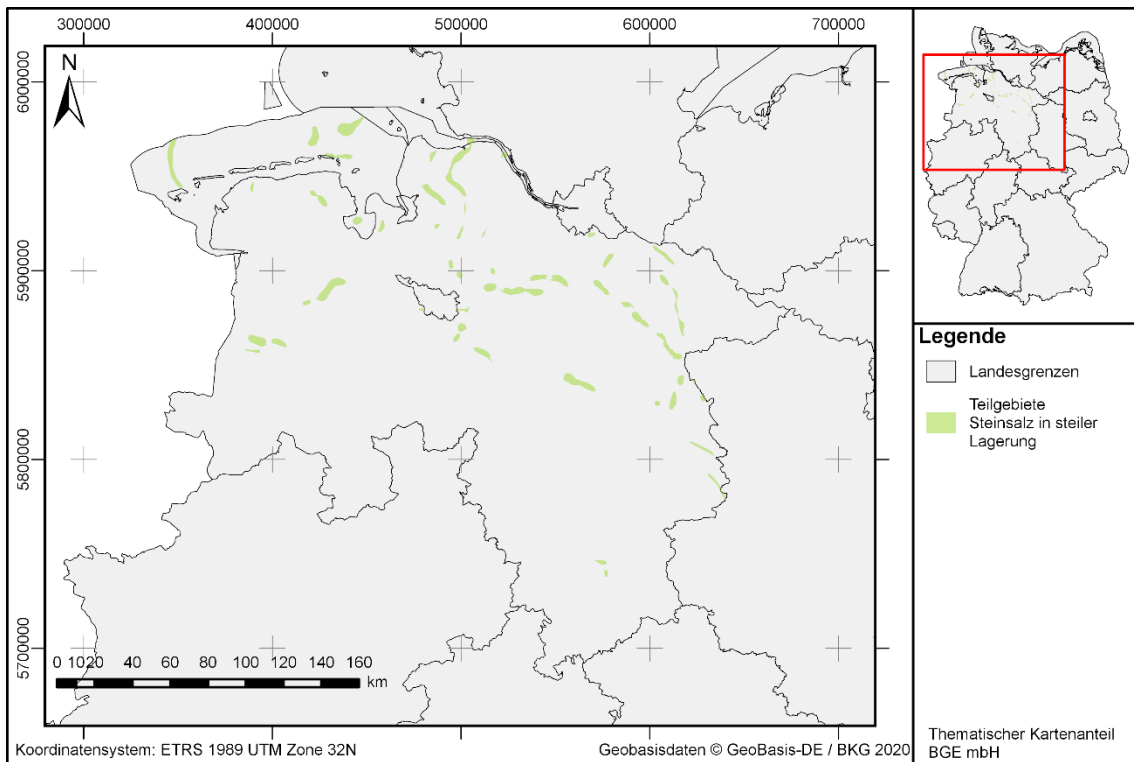 300000 400000 500000 600000 700000
N
6000000
5900000
5800000
5700000
0 10 20 40 60 80 100 120 140 160
km
Koordinatensystem: ETRS 1989 UTM Zone 32N
Geobasisdaten © GeoBasis-DE / BKG 2020
Legende
Landesgrenzen
Teilgebiete
Steinsalz in steiler
Lagerung
Thematischer Kartenanteil
BGE mbH